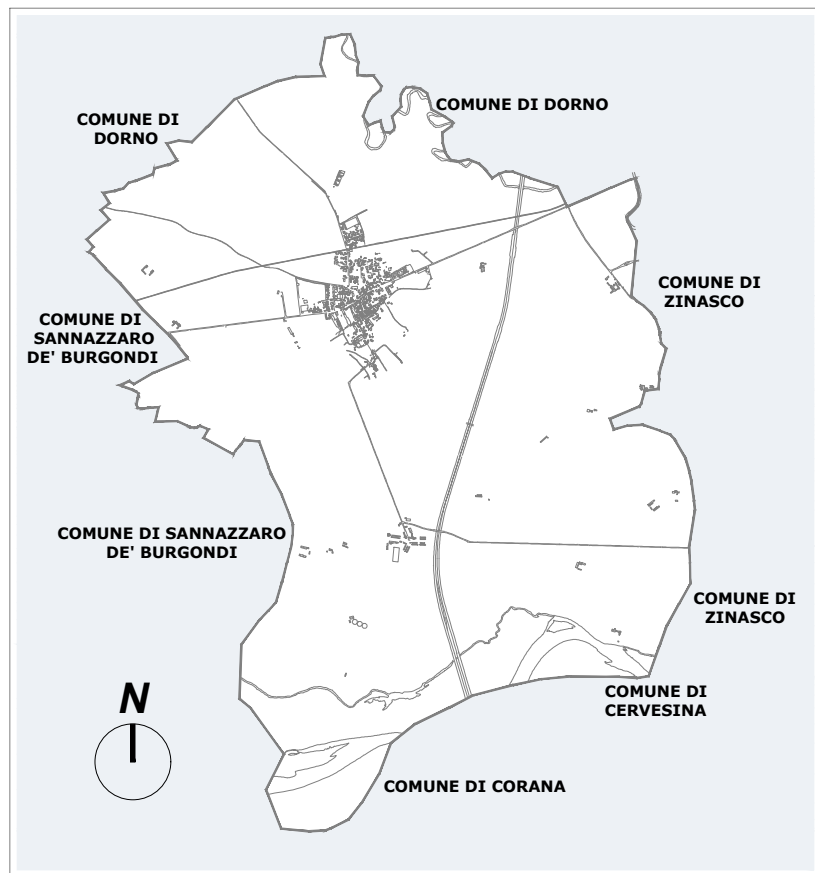 COMUNE DI DORNO
COMUNE DI
DORNO
COMUNE DI
ZINASCO
COMUNE DI
SANNAZZARO
DE' BURGONDI
COMUNE DI SANNAZZARO
DE' BURGONDI
COMUNE DI
ZINASCO
COMUNE DI
CERVESINA
N
COMUNE DI CORANA